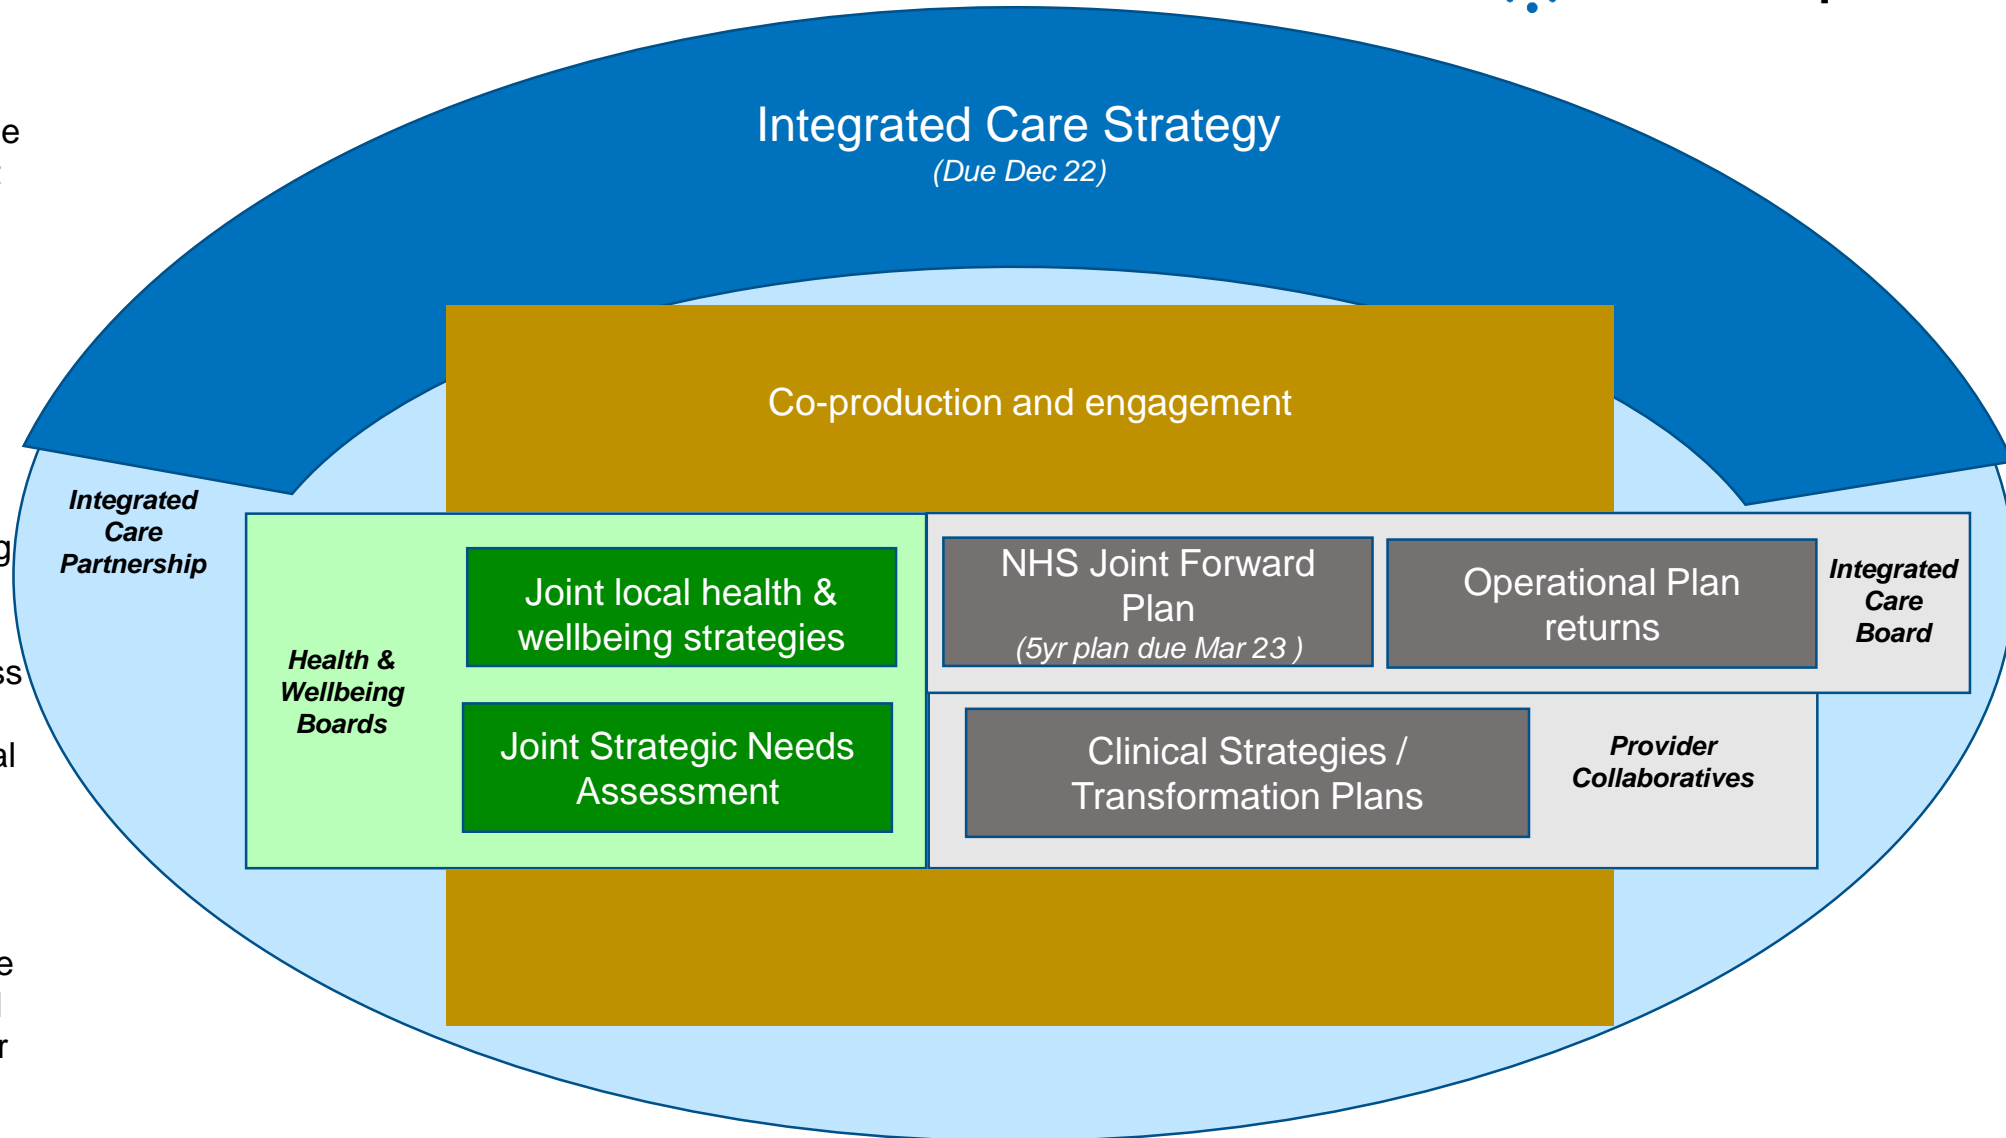 Integrated Care Strategy
(Due Dec 22)
Co-production and engagement
Integrated
Care
Partnership
Health &
Wellbeing
Boards
Joint local health &
wellbeing strategies
Joint Strategic Needs
Assessment
NHS Joint Forward
Plan
(5yr plan due Mar 23 )
Operational Plan
returns
Integrated
Care
Board
Clinical Strategies /
Transformation Plans
Provider
Collaboratives